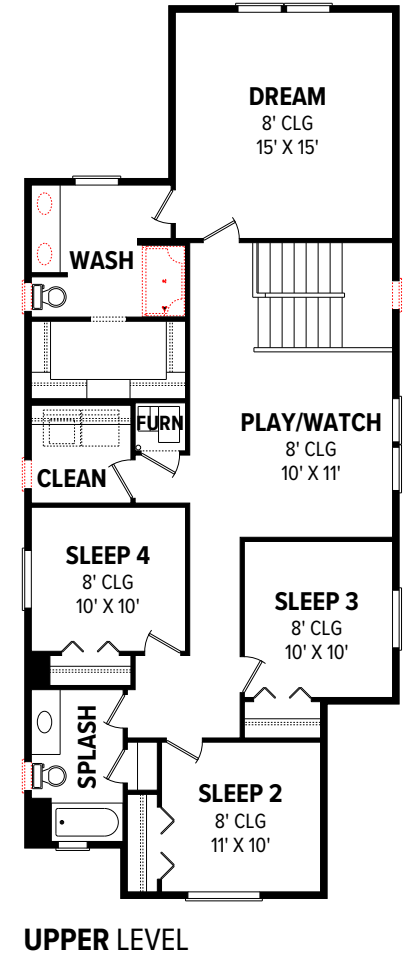 DREAM
8' CLG
15' X 15'
WASH
FURN
PLAY/WATCH
8' CLG
10' X 11'
CLEAN
SLEEP 4
8' CLG
10' X 10'
SLEEP 3
8' CLG
10' X 10'
SPLASH
SLEEP 2
8' CLG
11' X 10'
UPPER LEVEL